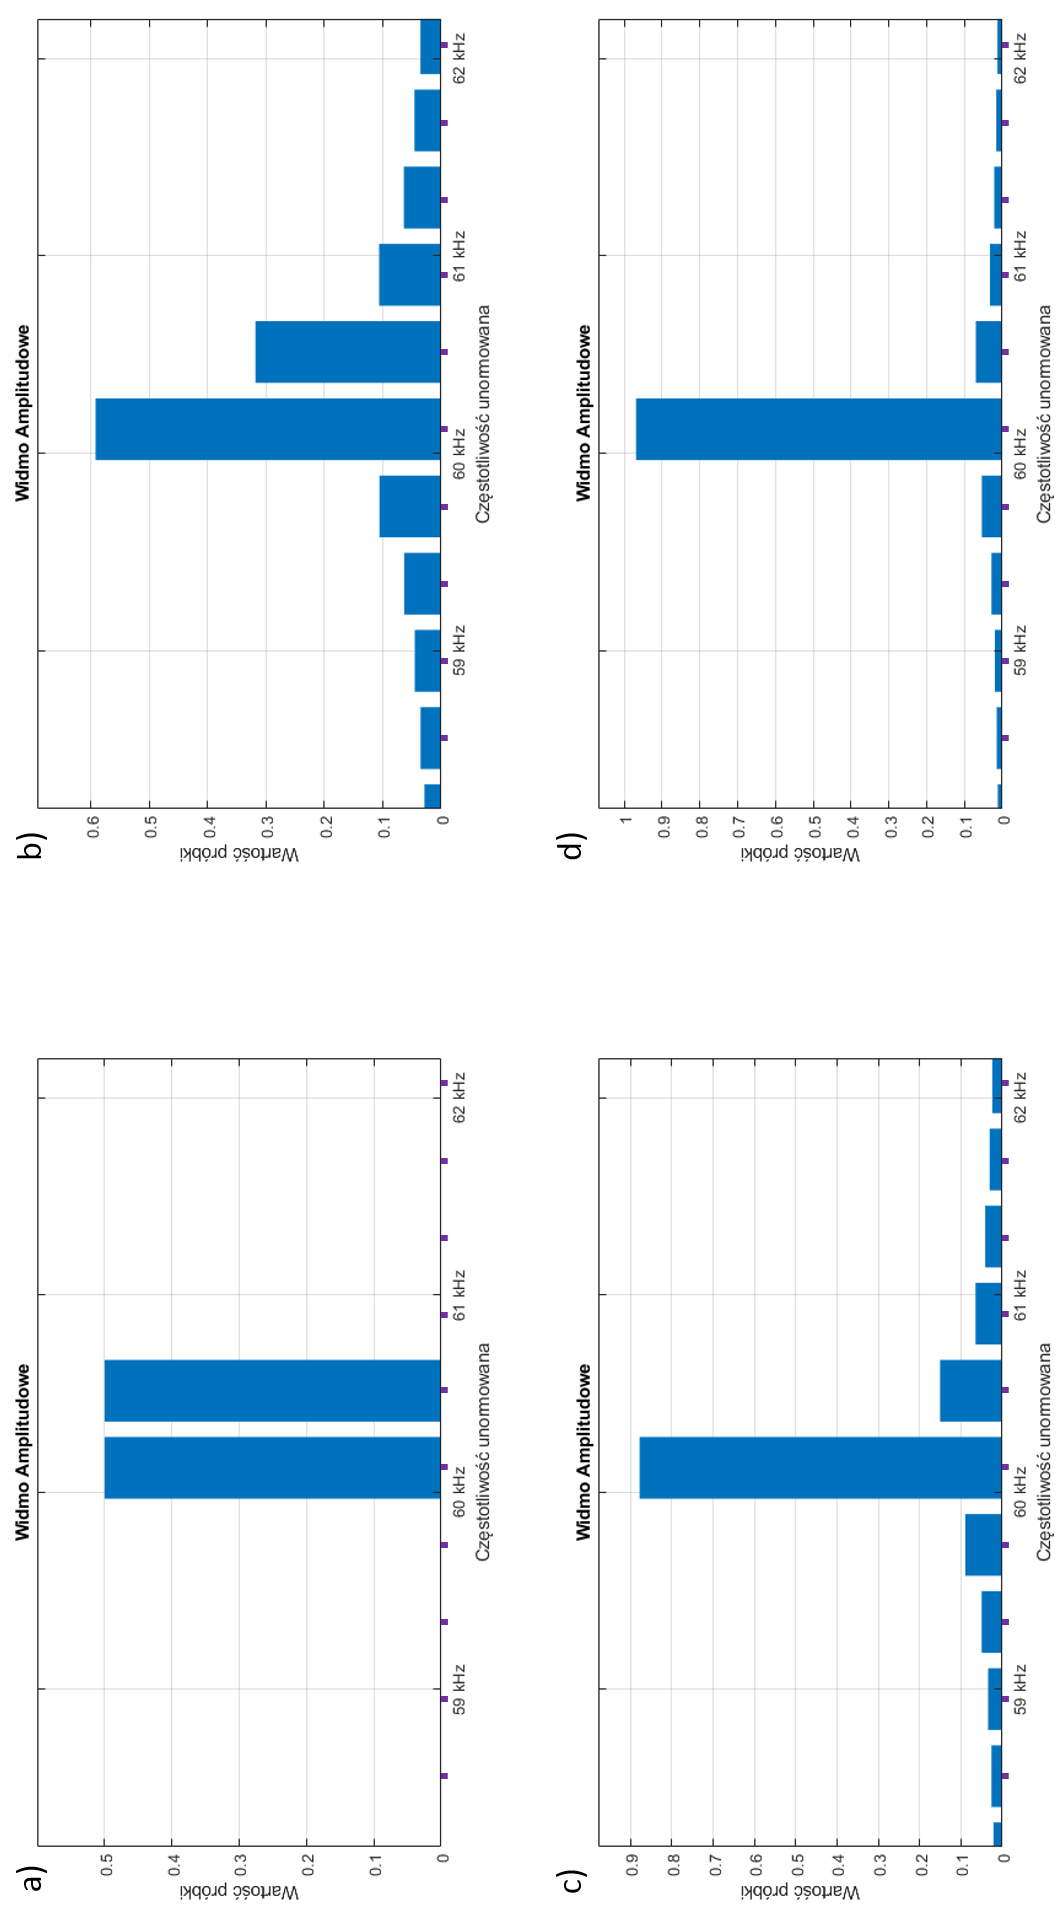 a)
Widmo Amplitudowe
Wartość próbki
0.5
0.4
0.3
0.2
0.1
0
59 kHz
60 kHz
61 kHz
62 kHz
Częstotliwość unormowana
b)
Widmo Amplitudowe
Wartość próbki
0.6
0.5
0.4
0.3
0.2
0.1
0
59 kHz
60 kHz
61 kHz
62 kHz
Częstotliwość unormowana
c)
Widmo Amplitudowe
Wartość próbki
0.9
0.8
0.7
0.6
0.5
0.4
0.3
0.2
0.1
0
59 kHz
60 kHz
61 kHz
62 kHz
Częstotliwość unormowana
d)
Widmo Amplitudowe
Wartość próbki
1
0.9
0.8
0.7
0.6
0.5
0.4
0.3
0.2
0.1
0
59 kHz
60 kHz
61 kHz
62 kHz
Częstotliwość unormowana